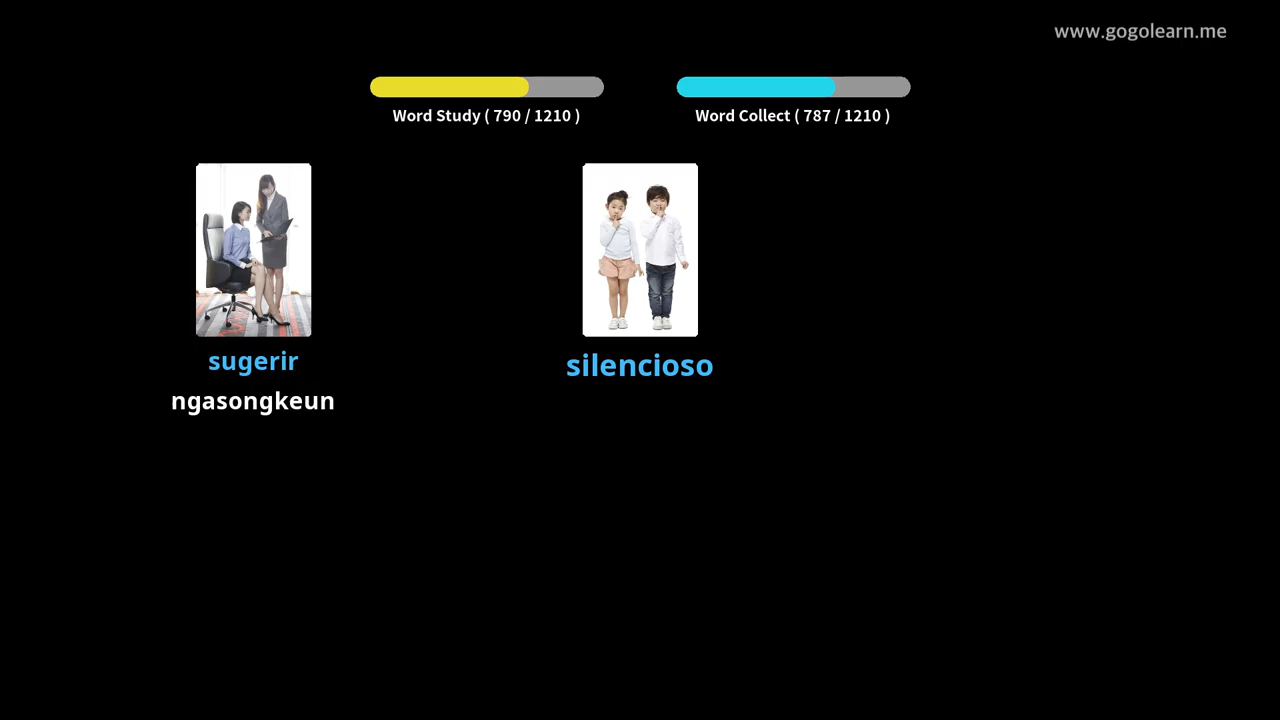 www.gogolearn.me
Word Study ( 790 / 1210 )
Word Collect ( 787 / 1210 )
sugerir
ngasongkeun
silencioso